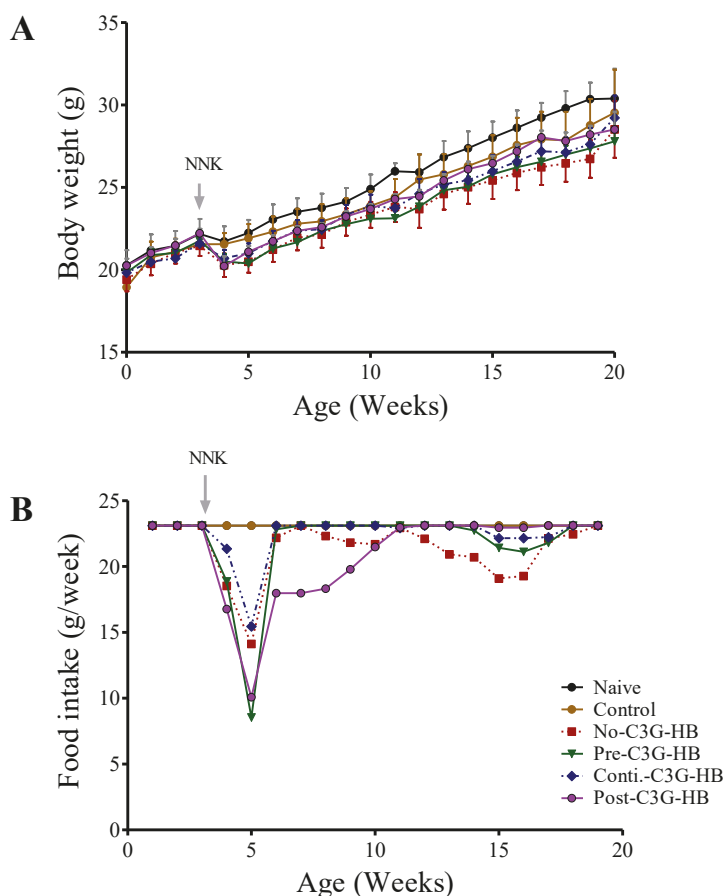 A
Body weight (g)
35
30
25
20
15
NNK
0 5 10 15 20
Age (Weeks)
B
Food intake (g/week)
NNK
25
23
20
15
10
5
0
Naive
Control
No-C3G-HB
Pre-C3G-HB
Conti.-C3G-HB
Post-C3G-HB
0 5 10 15 20
Age (Weeks)